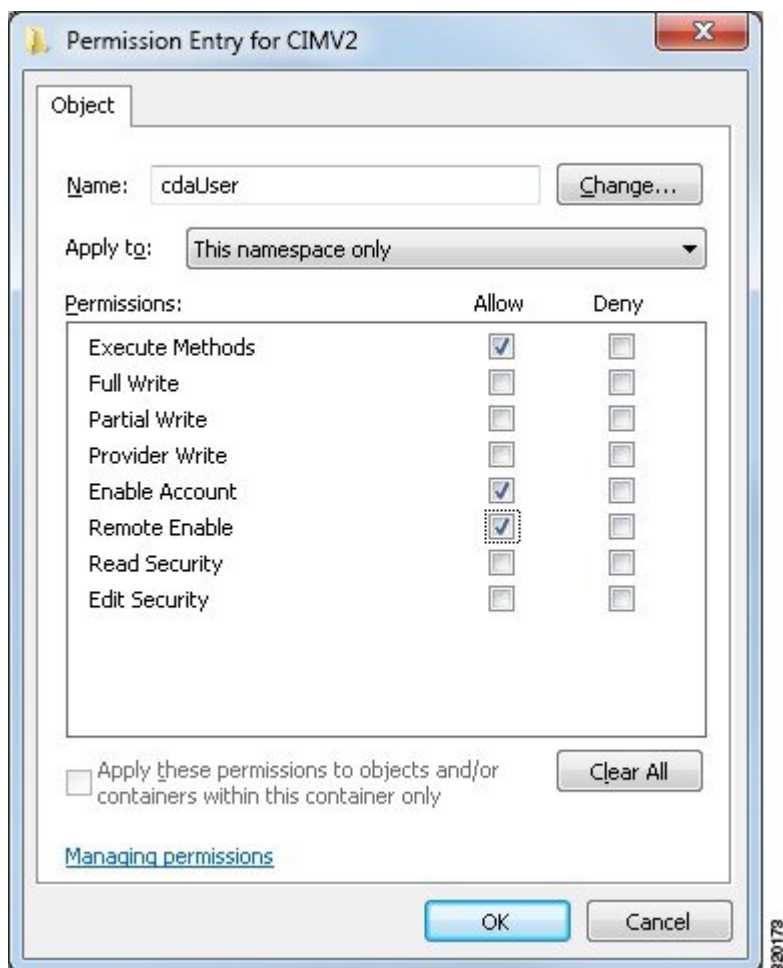 Permission Entry for CIMV2
Object
Name: cdaUser Change...
Apply to: This namespace only
Permissions: Allow Deny
Execute Methods
Full Write
Partial Write
Provider Write
Enable Account
Remote Enable
Read Security
Edit Security
Apply these permissions to objects and/or
containers within this container only
Clear All
Managing permissions
OK Cancel